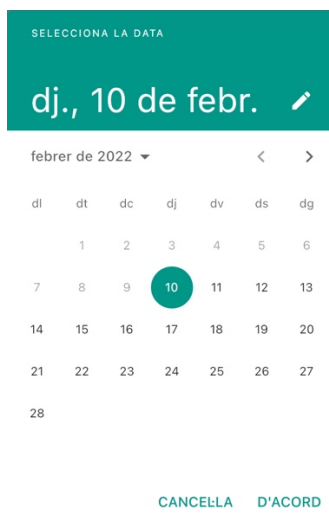 SELECCIONA LA DATA
dj., 10 de febr.
febrer de 2022
dl dt dc dj dv ds dg
1 2 3 4 5 6
7 8 9 10 11 12 13
14 15 16 17 18 19 20
21 22 23 24 25 26 27
28
CANCEL·LA D'ACORD